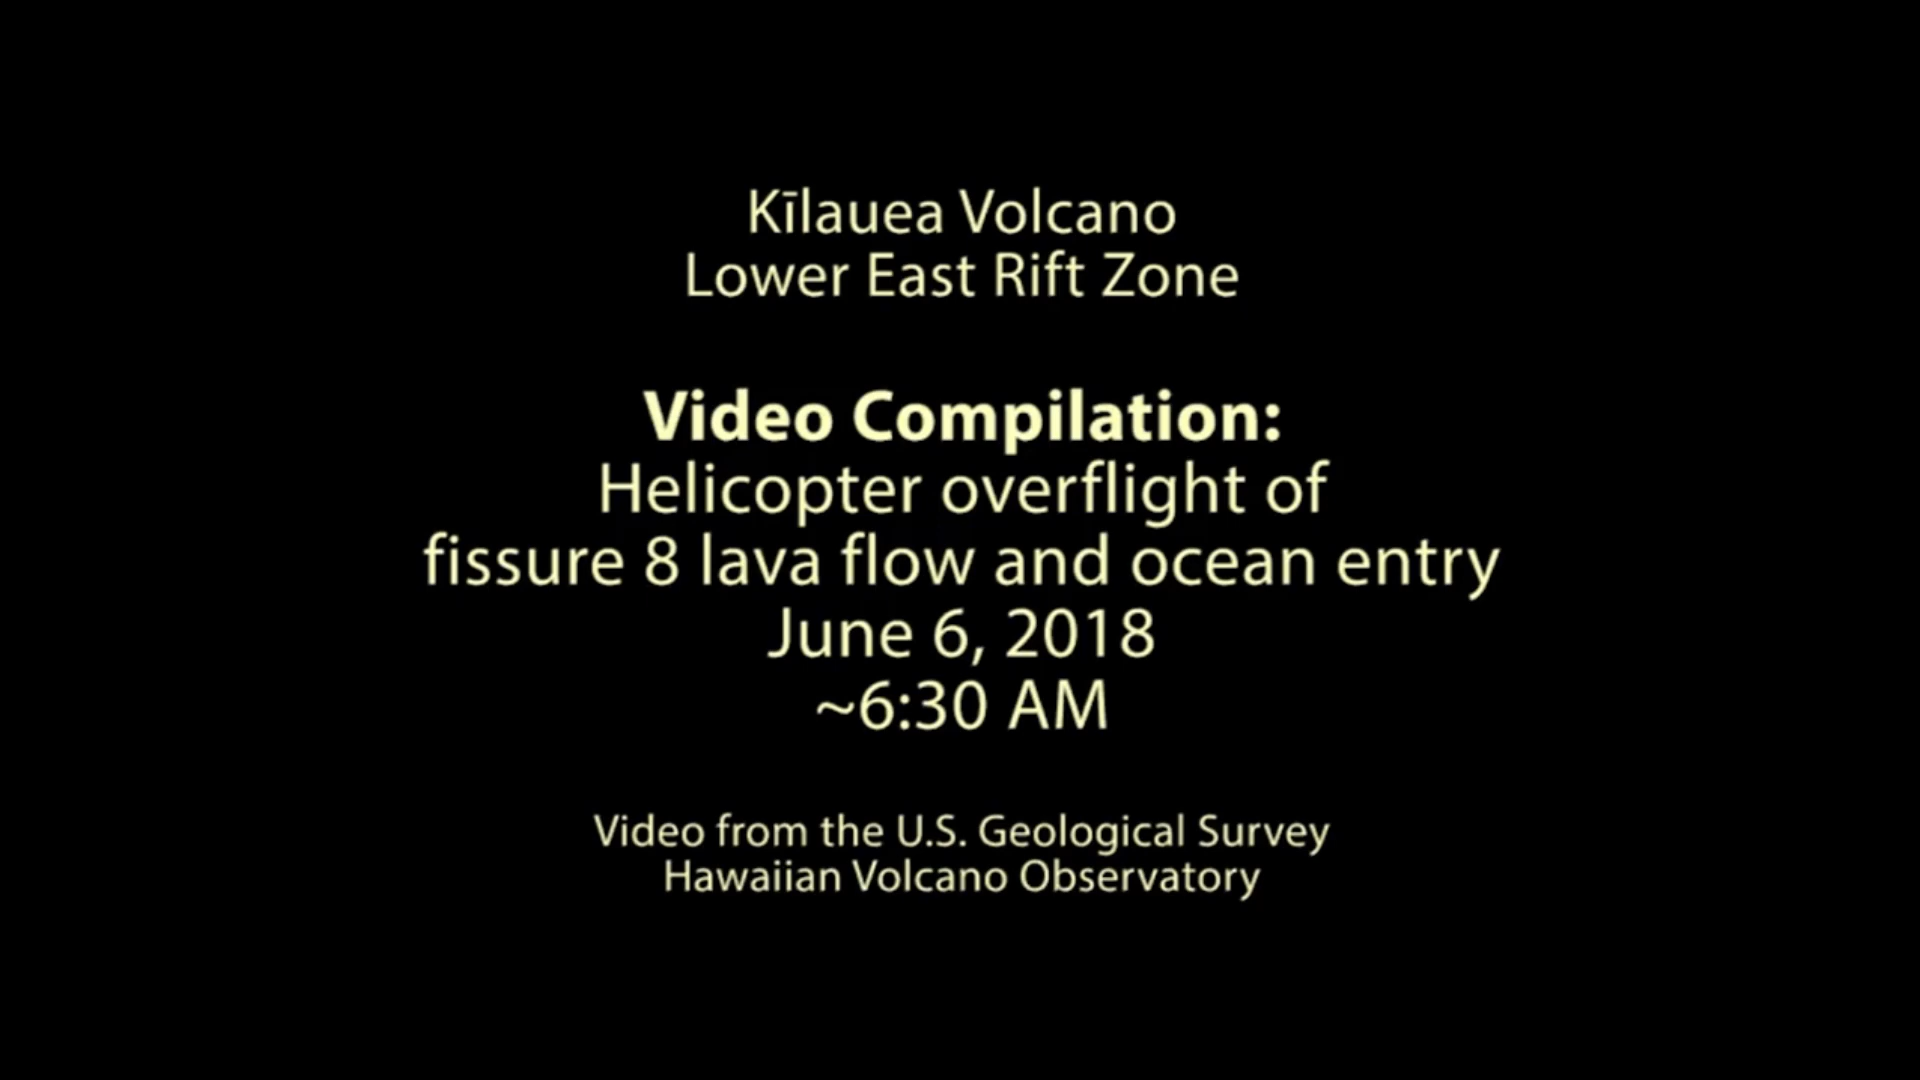 Kīlauea Volcano
Lower East Rift Zone
Video Compilation:
Helicopter overflight of
fissure 8 lava flow and ocean entry
June 6, 2018
~6:30 AM
Video from the U.S. Geological Survey
Hawaiian Volcano Observatory